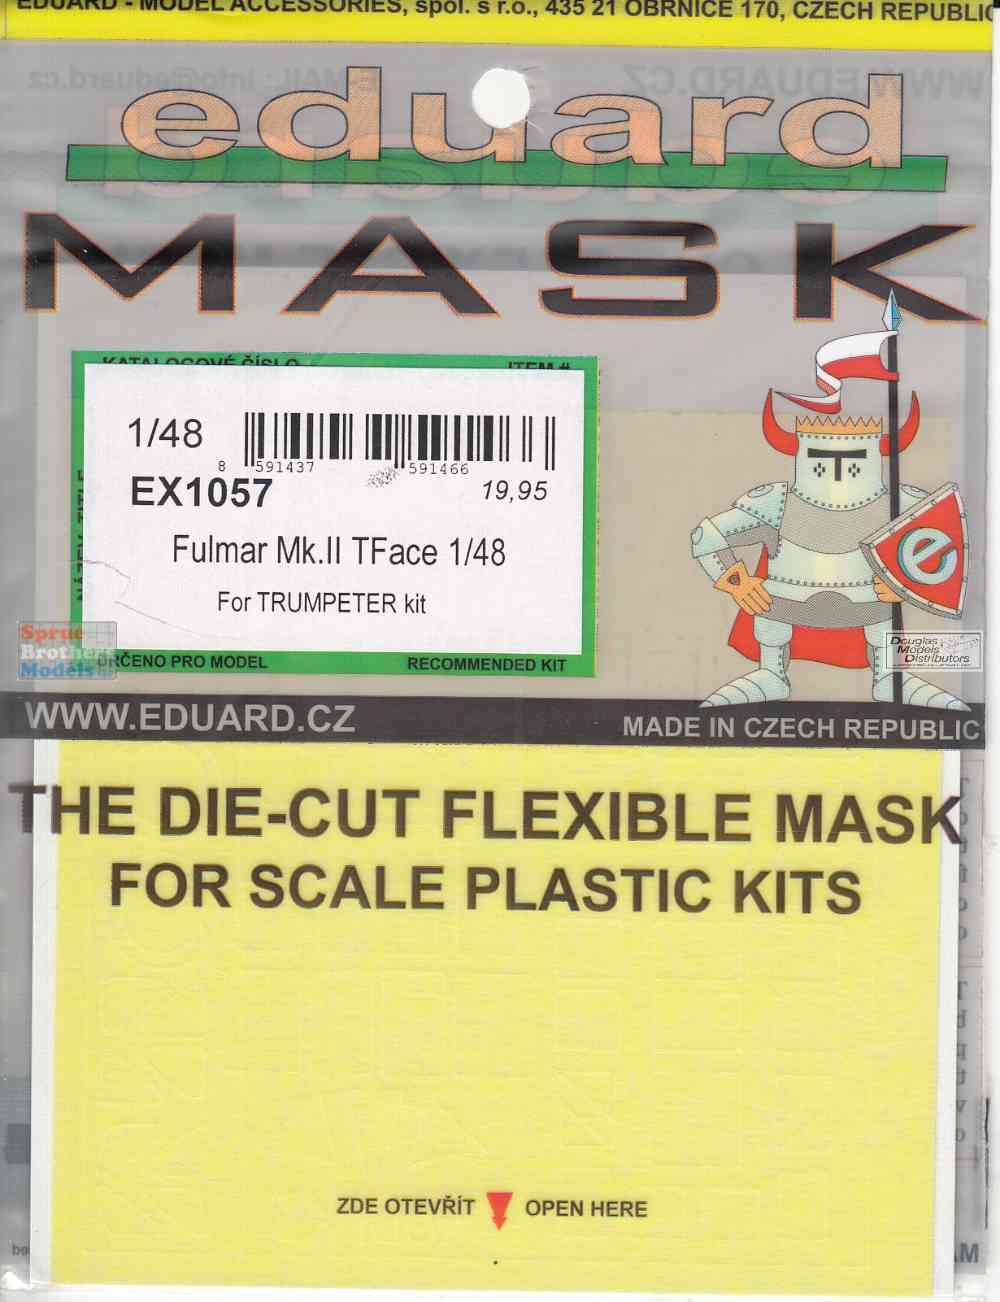 EDUARD - MODEL ACCESSORIES, spol. s r.o., 435 21 OBRNICE 170, CZECH REPUBLIC
eduard
MASK
KATALOGOVÉ ČÍSLO ITEM #
1/48
8 591437 591466
EX1057 19,95
Fulmar Mk.II TFace 1/48
For TRUMPETER kit
NÁZEV TITLE
URČENO PRO MODEL RECOMMENDED KIT
e
Sprue
Brothers
Models
Douglas
Models
Distributors
WWW.EDUARD.CZ MADE IN CZECH REPUBLIC
THE DIE-CUT FLEXIBLE MASK
FOR SCALE PLASTIC KITS
ZDE OTEVŘÍT OPEN HERE